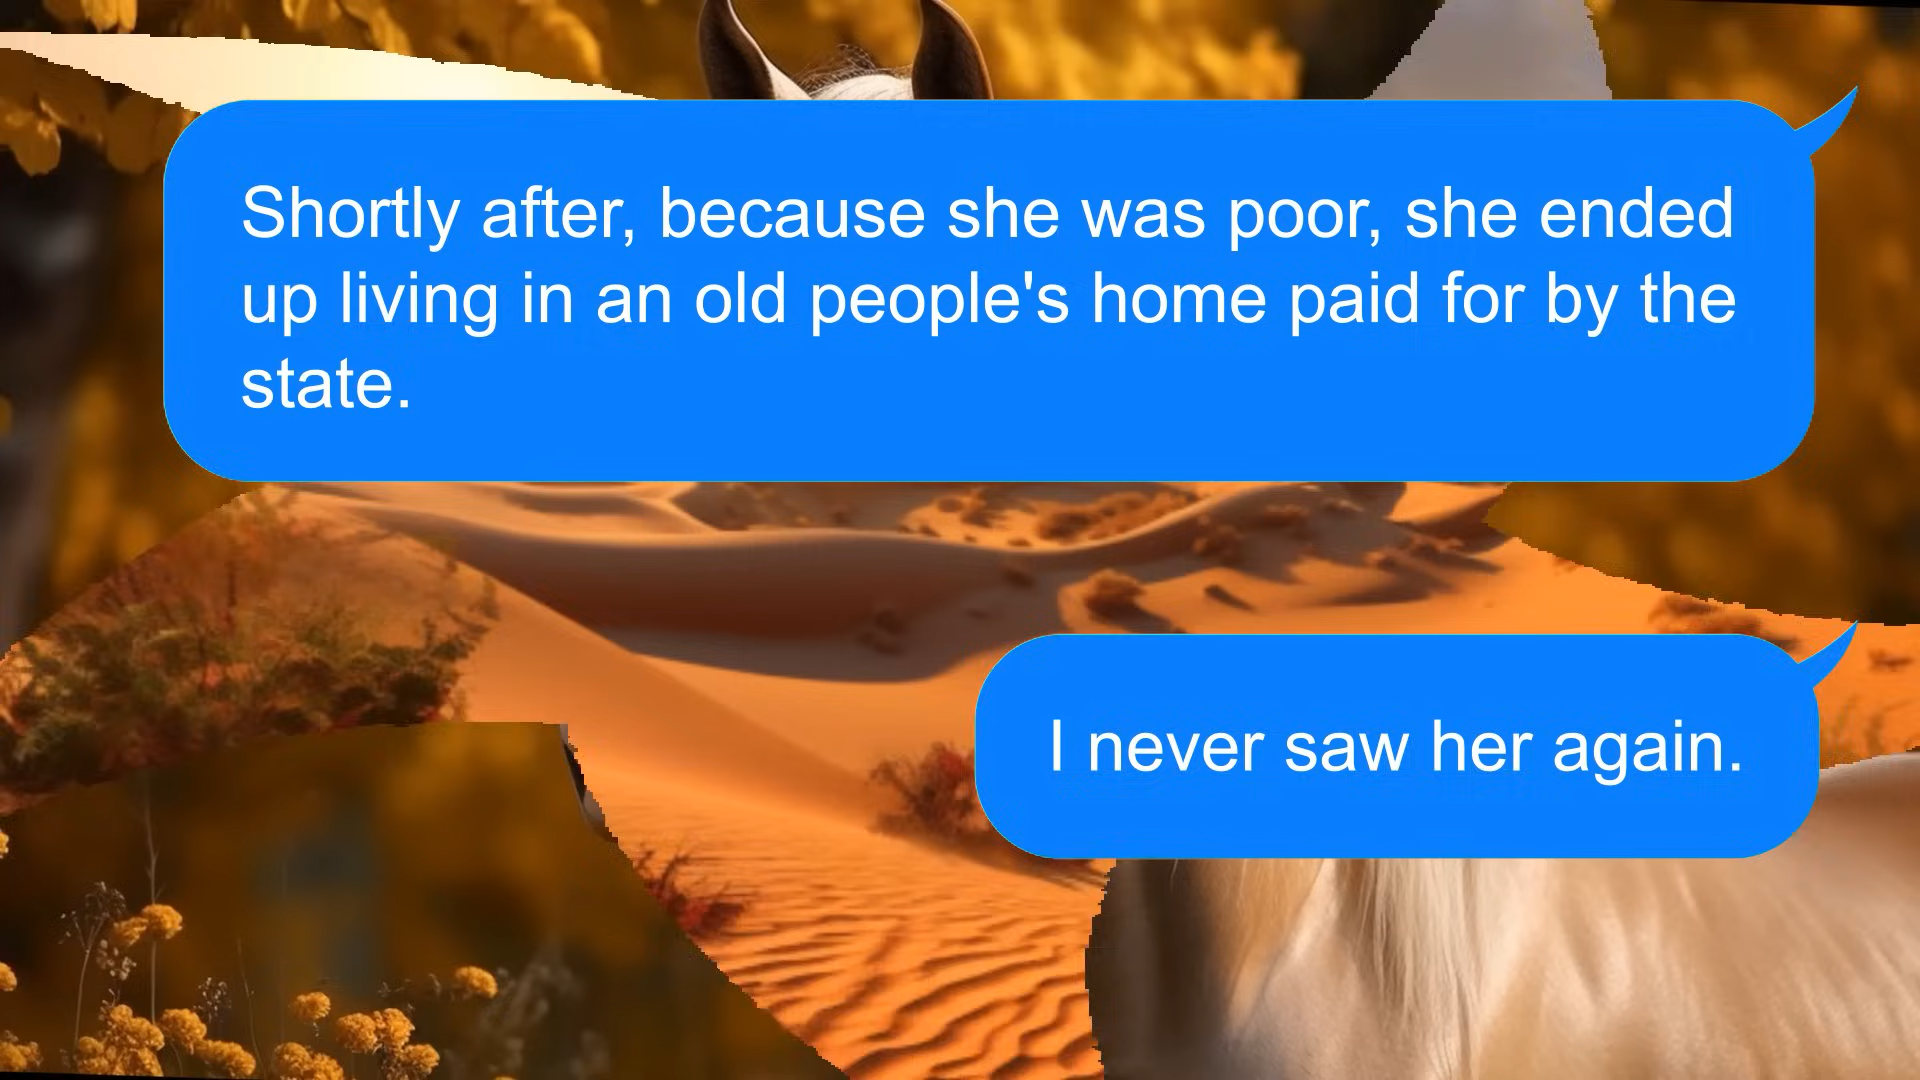 Shortly after, because she was poor, she ended
up living in an old people's home paid for by the
state.
I never saw her again.